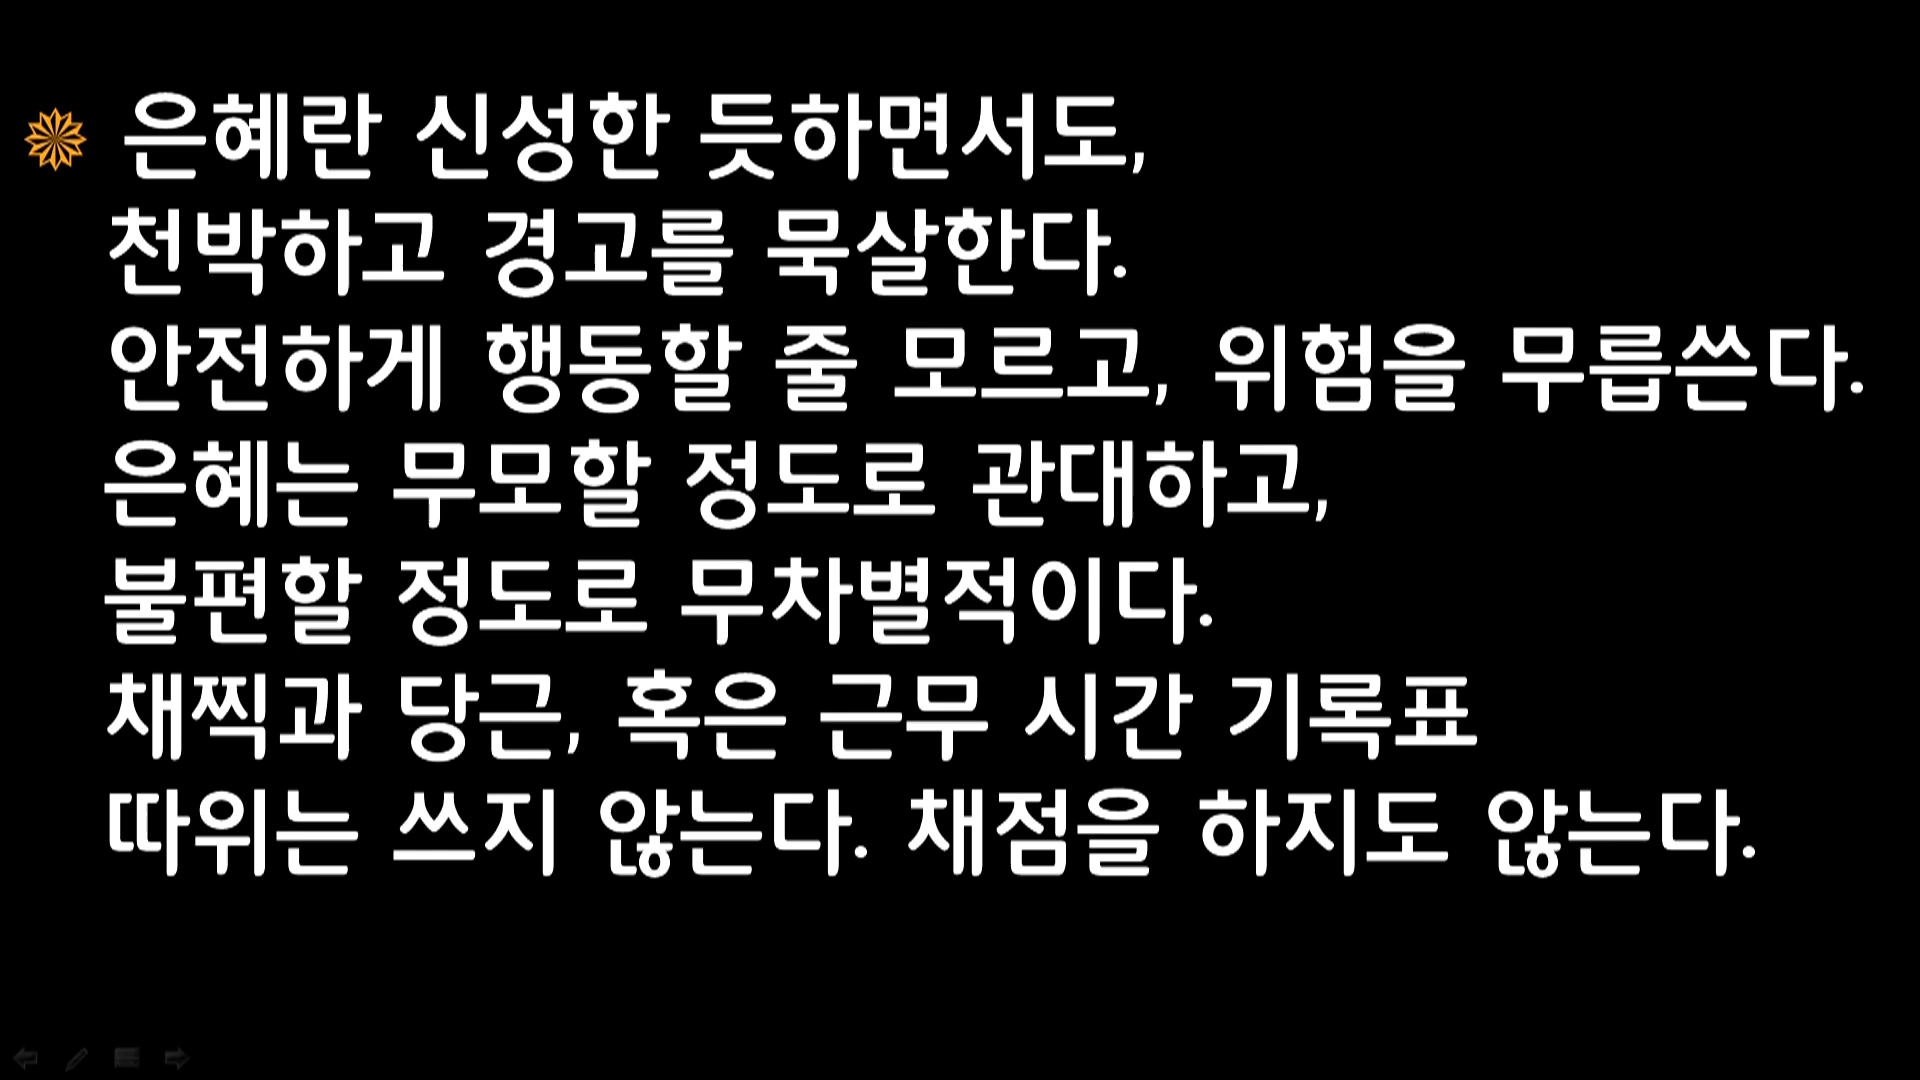 은혜란 신성한 듯하면서도,
천박하고 경고를 묵살한다.
안전하게 행동할 줄 모르고, 위험을 무릅쓴다.
은혜는 무모할 정도로 관대하고,
불편할 정도로 무차별적이다.
채찍과 당근, 혹은 근무 시간 기록표
따위는 쓰지 않는다. 채점을 하지도 않는다.